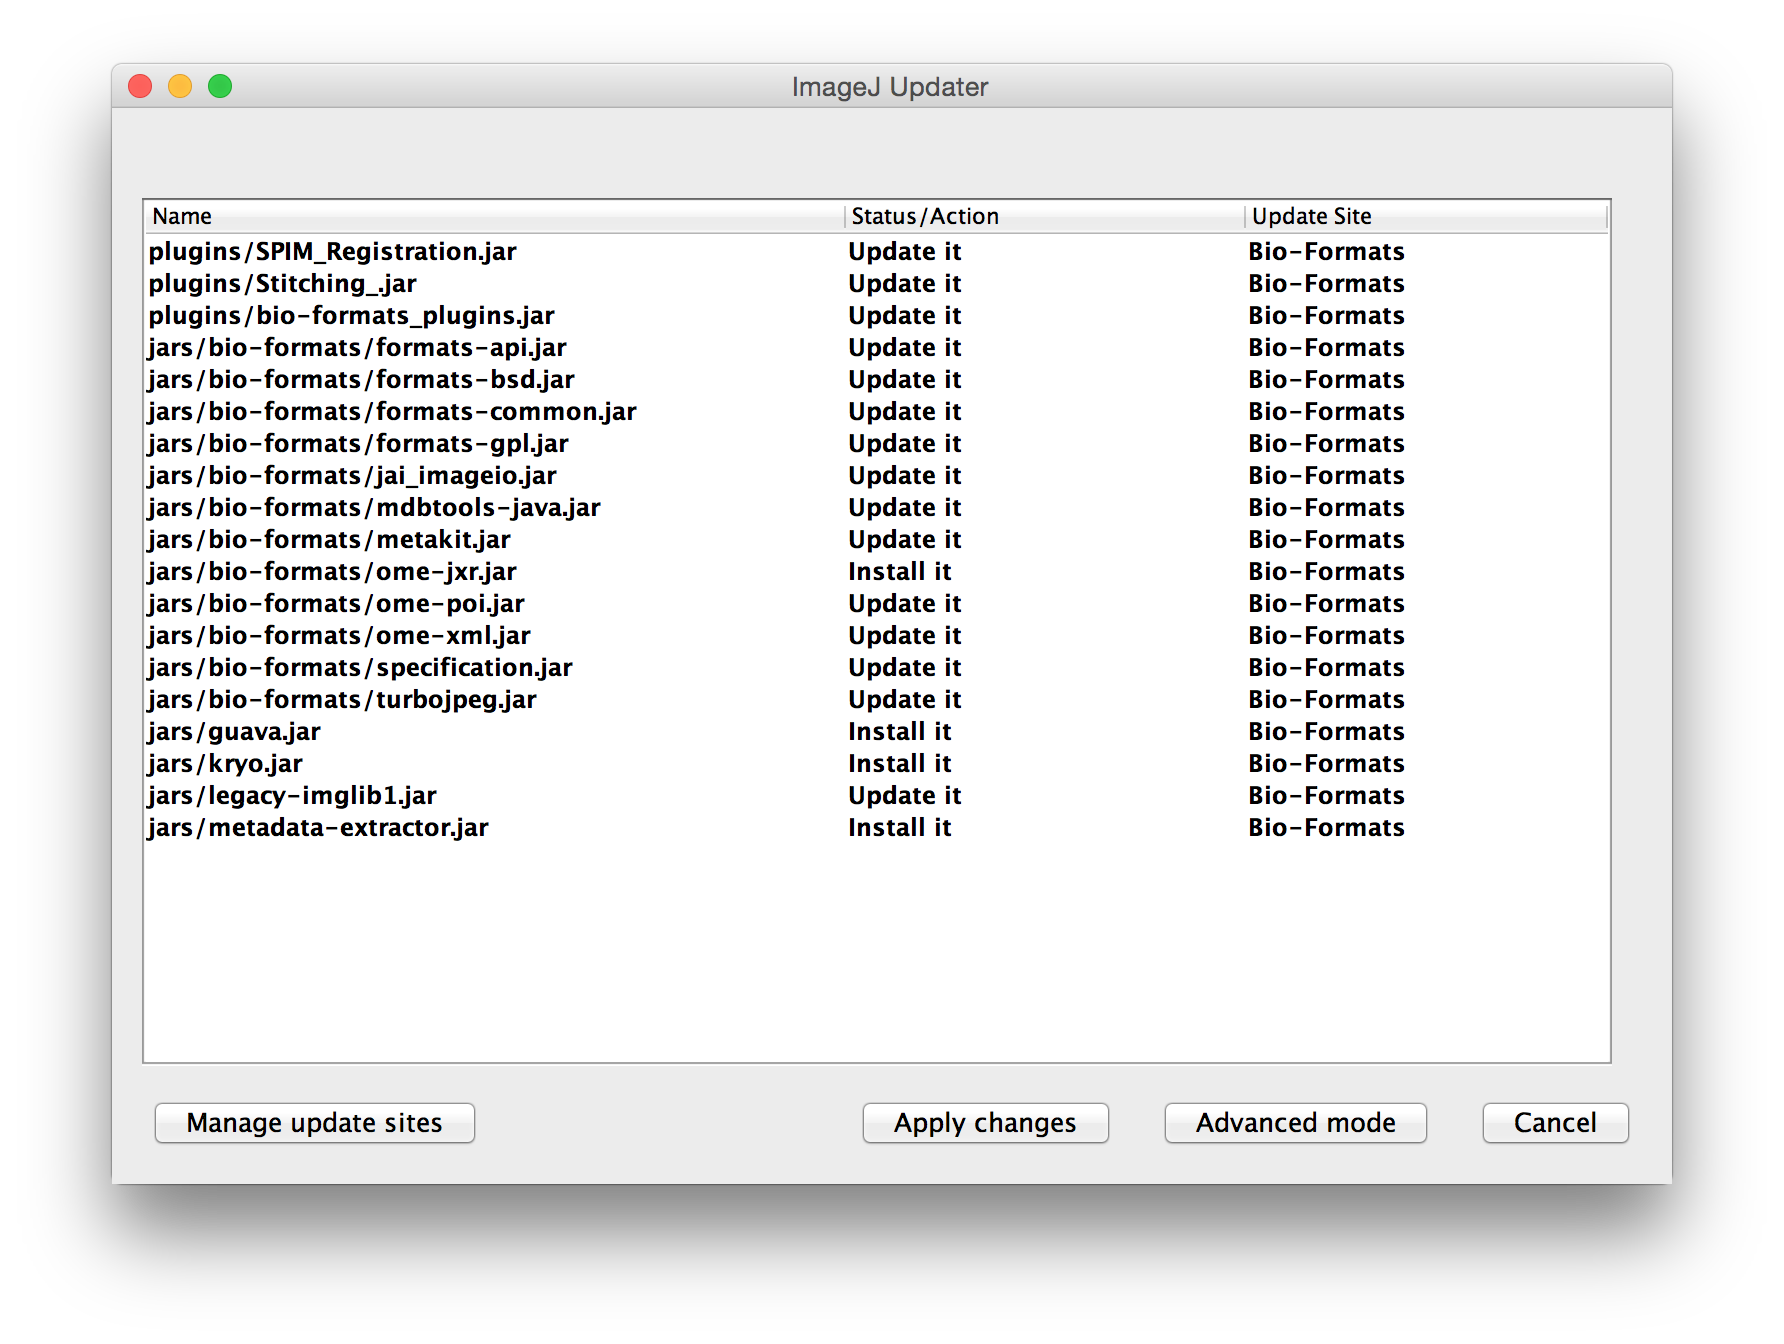 ImageJ Updater
Name Status/Action Update Site
plugins/SPIM_Registration.jar Update it Bio-Formats
plugins/Stitching_.jar Update it Bio-Formats
plugins/bio-formats_plugins.jar Update it Bio-Formats
jars/bio-formats/formats-api.jar Update it Bio-Formats
jars/bio-formats/formats-bsd.jar Update it Bio-Formats
jars/bio-formats/formats-common.jar Update it Bio-Formats
jars/bio-formats/formats-gpl.jar Update it Bio-Formats
jars/bio-formats/jai_imageio.jar Update it Bio-Formats
jars/bio-formats/mdbtools-java.jar Update it Bio-Formats
jars/bio-formats/metakit.jar Update it Bio-Formats
jars/bio-formats/ome-jxr.jar Install it Bio-Formats
jars/bio-formats/ome-poi.jar Update it Bio-Formats
jars/bio-formats/ome-xml.jar Update it Bio-Formats
jars/bio-formats/specification.jar Update it Bio-Formats
jars/bio-formats/turbojpeg.jar Update it Bio-Formats
jars/guava.jar Install it Bio-Formats
jars/kryo.jar Install it Bio-Formats
jars/legacy-imglib1.jar Update it Bio-Formats
jars/metadata-extractor.jar Install it Bio-Formats
Manage update sites Apply changes Advanced mode Cancel